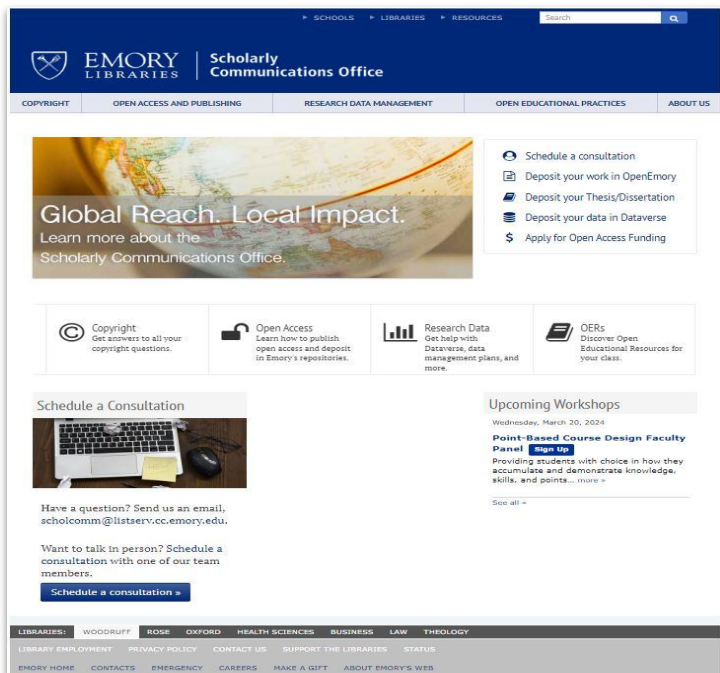 SCHOOLS LIBRARIES RESOURCES Search
EMORY LIBRARIES
Scholarly
Communications Office
COPYRIGHT OPEN ACCESS AND PUBLISHING RESEARCH DATA MANAGEMENT OPEN EDUCATIONAL PRACTICES ABOUT US
Global Reach. Local Impact.
Learn more about the
Scholarly Communications Office.
Schedule a consultation
Deposit your work in OpenEmory
Deposit your Thesis/Dissertation
Deposit your data in Dataverse
$ Apply for Open Access Funding
Copyright
Get answers to all your
copyright questions.
Open Access
Learn how to publish
open access and deposit
in Emory's repositories.
Research Data
Get help with
Dataverse, data
management plans, and
more.
OERs
Discover Open
Educational Resources for
your class.
Schedule a Consultation
Have a question? Send us an email,
scholcomm@listserv.cc.emory.edu.
Want to talk in person? Schedule a
consultation with one of our team
members.
Schedule a consultation »
Upcoming Workshops
Wednesday, March 20, 2024
Point-Based Course Design Faculty
Panel Sign Up
Providing students with choice in how they
accumulate and demonstrate knowledge,
skills, and points... more »
See all »
LIBRARIES: WOODRUFF ROSE OXFORD HEALTH SCIENCES BUSINESS LAW THEOLOGY
LIBRARY EMPLOYMENT PRIVACY POLICY CONTACT US SUPPORT THE LIBRARIES STATUS
EMORY HOME CONTACTS EMERGENCY CAREERS MAKE A GIFT ABOUT EMORY'S WEB